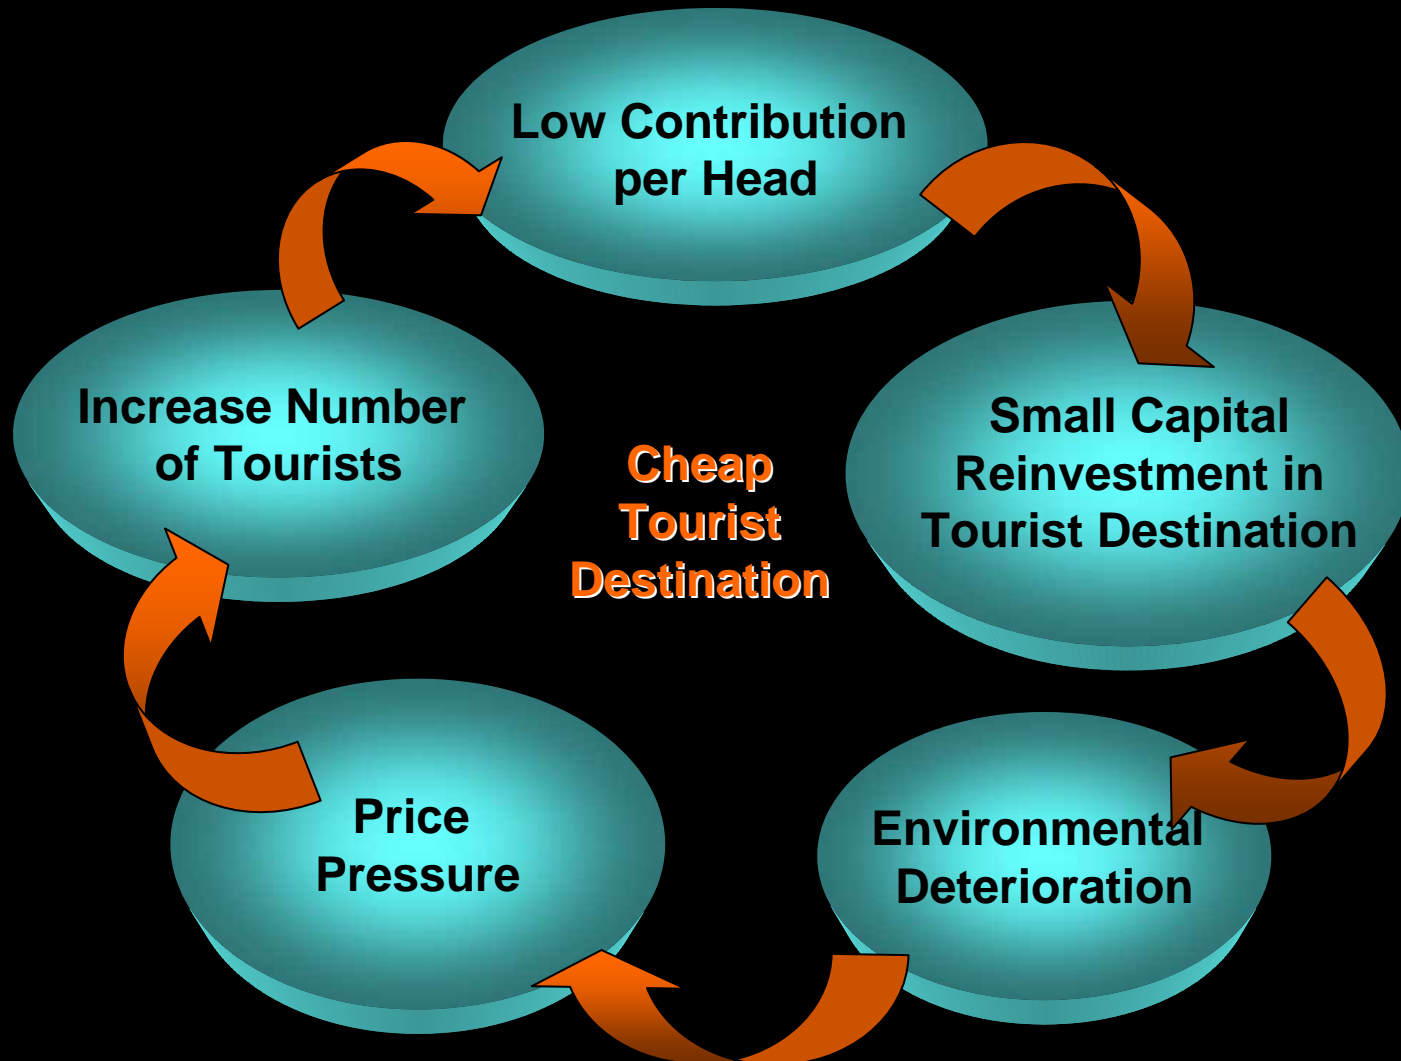 Low Contribution
per Head
Small Capital
Reinvestment in
Tourist Destination
Environmental
Deterioration
Price
Pressure
Increase Number
of Tourists
Cheap
Tourist
Destination